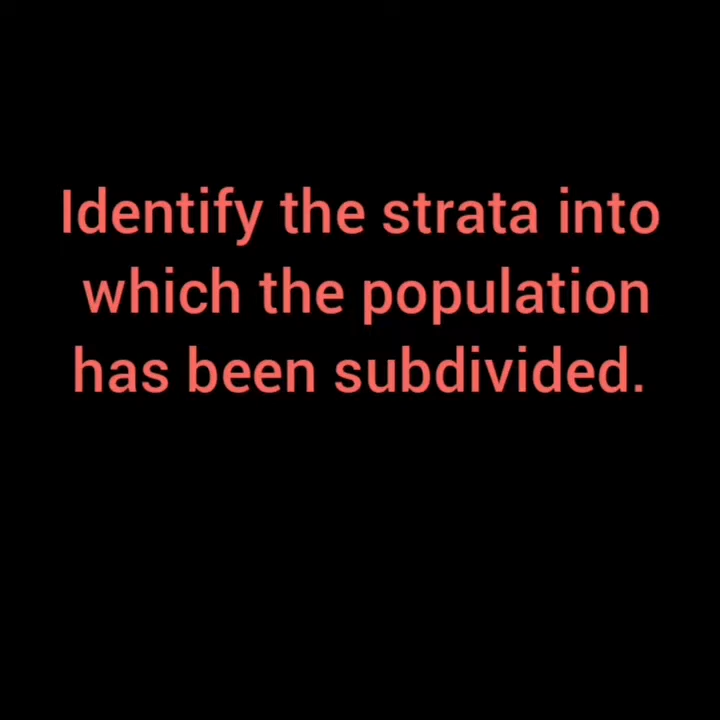 Identify the strata into
which the population
has been subdivided.